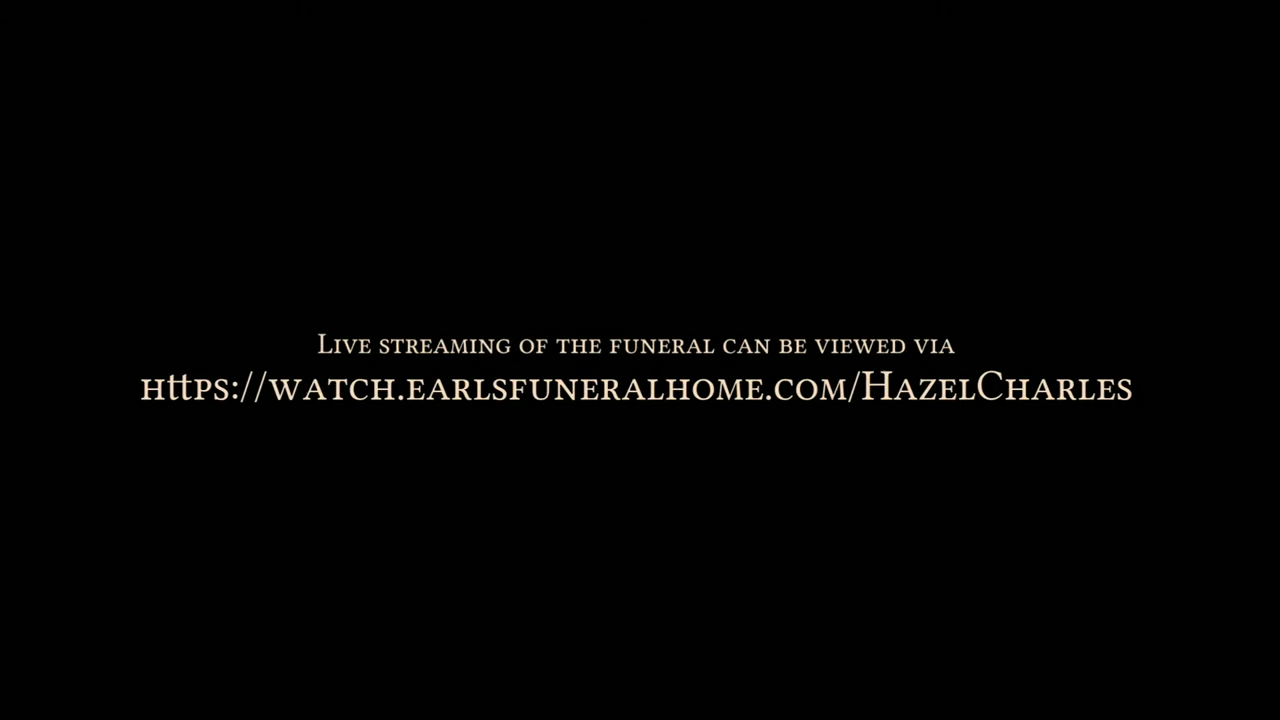 Live streaming of the funeral can be viewed via
https://watch.earlsfuneralhome.com/HazelCharles